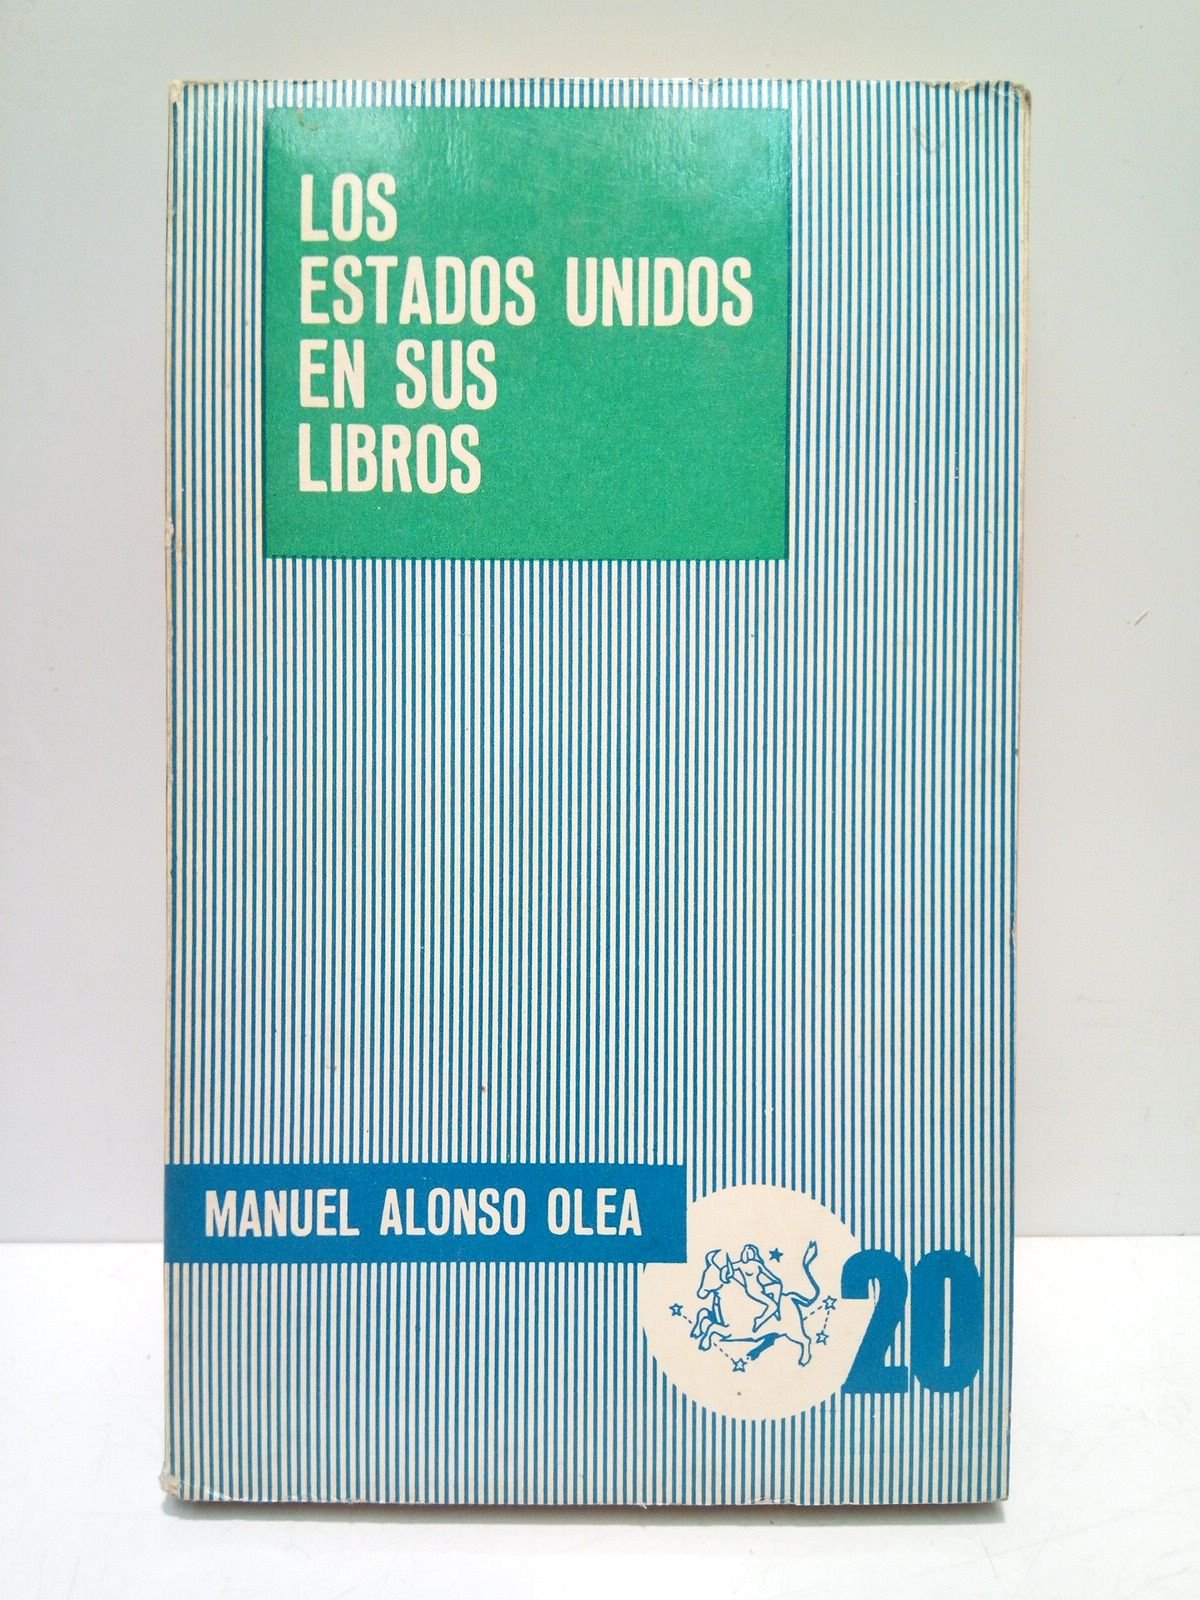 LOS
ESTADOS UNIDOS
EN SUS
LIBROS
MANUEL ALONSO OLEA
20